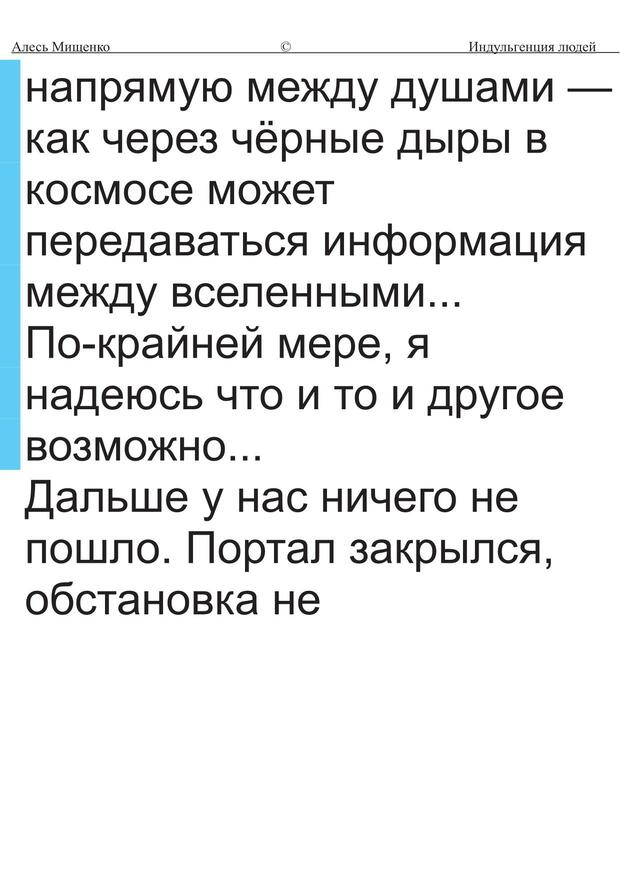 Алесь Мищенко © Индульгенция людей
напрямую между душами —
как через чёрные дыры в
космосе может
передаваться информация
между вселенными...
По-крайней мере, я
надеюсь что и то и другое
возможно...
Дальше у нас ничего не
пошло. Портал закрылся,
обстановка не